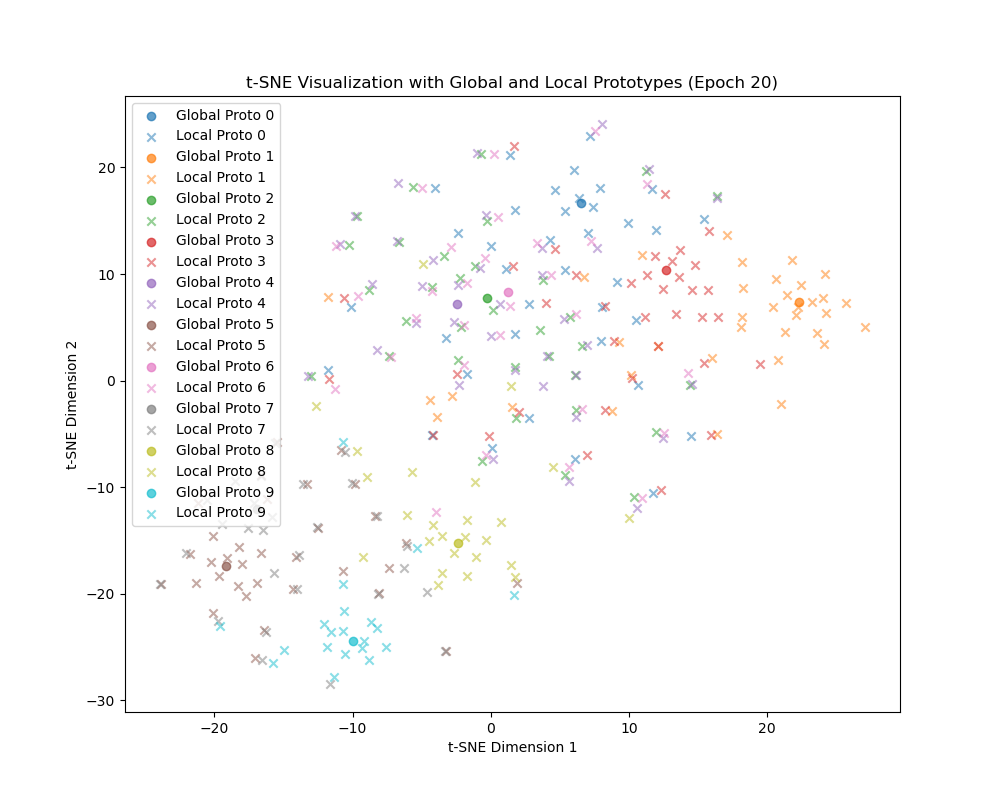 t-SNE Visualization with Global and Local Prototypes (Epoch 20)
Global Proto 0
Local Proto 0
Global Proto 1
Local Proto 1
Global Proto 2
Local Proto 2
Global Proto 3
Local Proto 3
Global Proto 4
Local Proto 4
Global Proto 5
Local Proto 5
Global Proto 6
Local Proto 6
Global Proto 7
Local Proto 7
Global Proto 8
Local Proto 8
Global Proto 9
Local Proto 9
20
10
0
−10
−20
−30
t-SNE Dimension 2
−20
−10
0
10
20
t-SNE Dimension 1